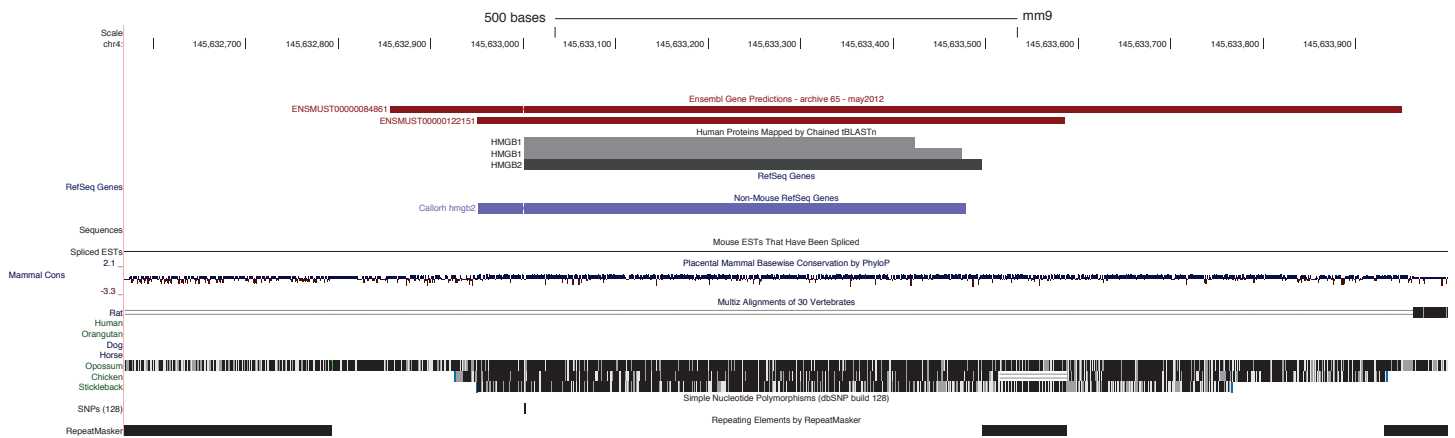 500 bases mm9
Scale
chr4: 145,632,700 145,632,800 145,632,900 145,633,000 145,633,100 145,633,200 145,633,300 145,633,400 145,633,500 145,633,600 145,633,700 145,633,800 145,633,900
Ensembl Gene Predictions - archive 65 - may2012
ENSMUST00000084861
ENSMUST00000122151
Human Proteins Mapped by Chained tBLASTn
HMGB1
HMGB1
HMGB2
RefSeq Genes
RefSeq Genes
Non-Mouse RefSeq Genes
Callorh hmgb2
Sequences
Mouse ESTs That Have Been Spliced
Spliced ESTs
2.1 _
Placental Mammal Basewise Conservation by PhyloP
Mammal Cons
-3.3 _
Multiz Alignments of 30 Vertebrates
Rat
Human
Orangutan
Dog
Horse
Opossum
Chicken
Stickleback
Simple Nucleotide Polymorphisms (dbSNP build 128)
SNPs (128)
Repeating Elements by RepeatMasker
RepeatMasker